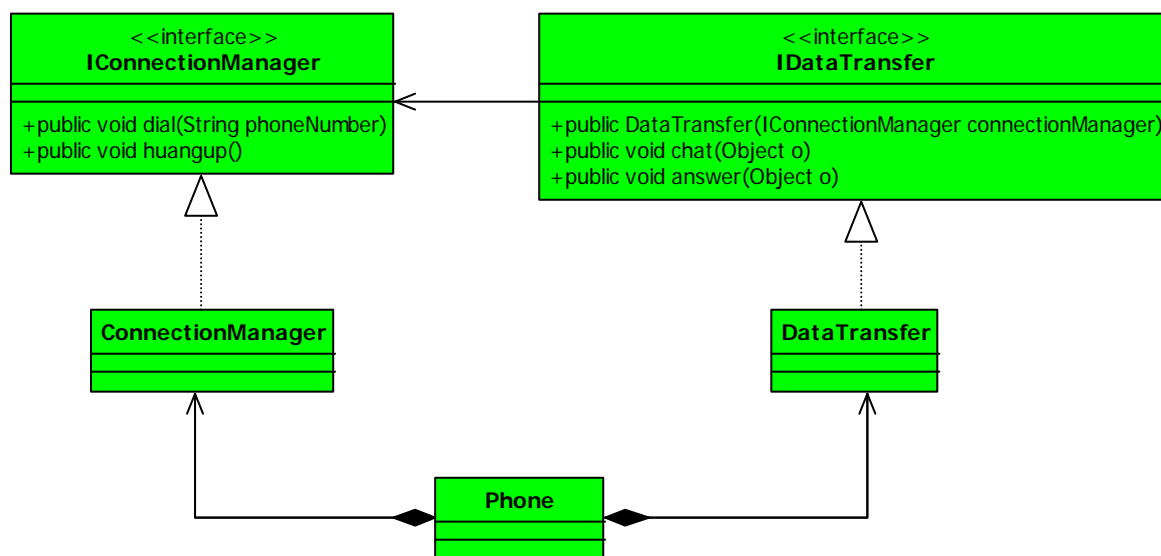 <<interface>>
IConnectionManager
+public void dial(String phoneNumber)
+public void huangup()
<<interface>>
IDataTransfer
+public DataTransfer(IConnectionManager connectionManager)
+public void chat(Object o)
+public void answer(Object o)
ConnectionManager
DataTransfer
Phone